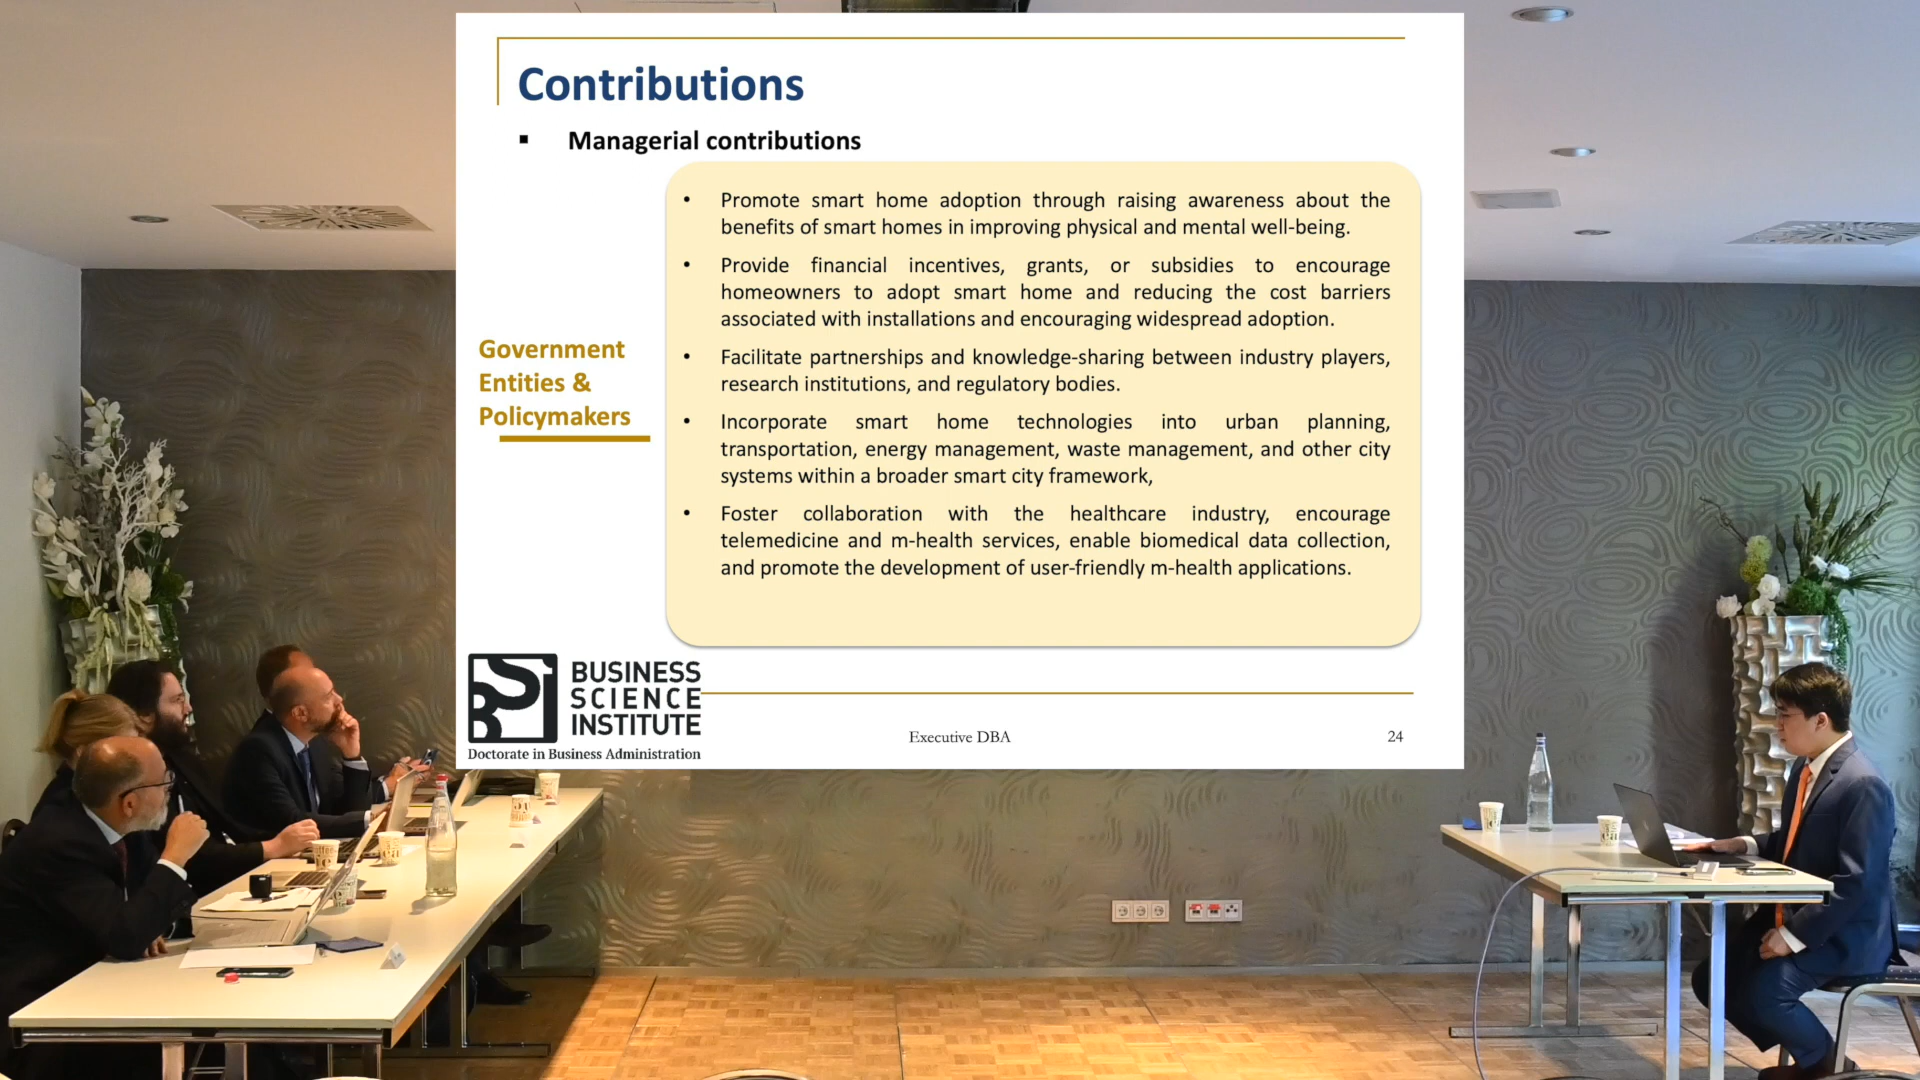 Contributions
▪ Managerial contributions
• Promote smart home adoption through raising awareness about the
benefits of smart homes in improving physical and mental well-being.
• Provide financial incentives, grants, or subsidies to encourage
homeowners to adopt smart home and reducing the cost barriers
associated with installations and encouraging widespread adoption.
Government
Entities &
Policymakers
• Facilitate partnerships and knowledge-sharing between industry players,
research institutions, and regulatory bodies.
• Incorporate smart home technologies into urban planning,
transportation, energy management, waste management, and other city
systems within a broader smart city framework,
• Foster collaboration with the healthcare industry, encourage
telemedicine and m-health services, enable biomedical data collection,
and promote the development of user-friendly m-health applications.
BSI
BUSINESS
SCIENCE
INSTITUTE
Doctorate in Business Administration
Executive DBA
24